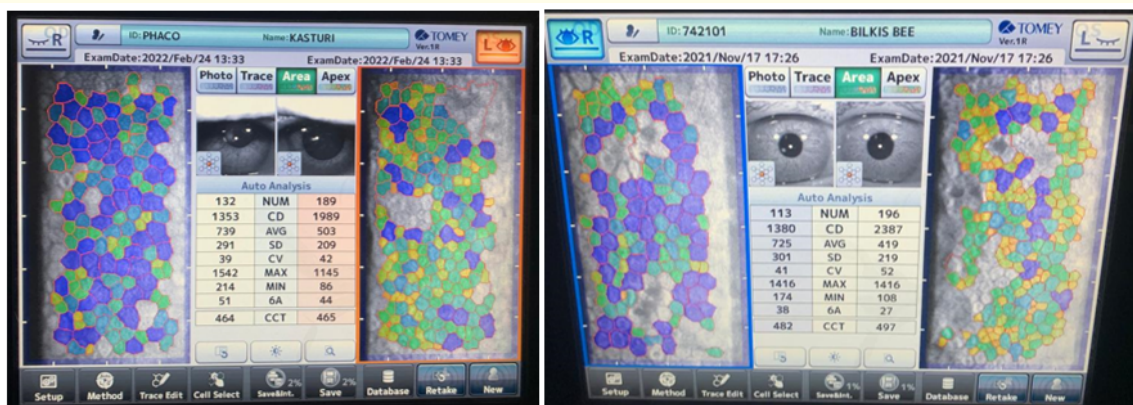 R
ID:PHACO Name:KASTURI
TOMEY
Ver.1R
L
ExamDate:2022/Feb/24 13:33 ExamDate:2022/Feb/24 13:33
Photo Trace Area Apex
Auto Analysis
132 NUM 189
1353 CD 1989
739 AVG 503
291 SD 209
39 CV 42
1542 MAX 1145
214 MIN 86
51 6A 44
464 CCT 465
2% 2%
Setup Method Trace Edit Cell Select Save&Int. Save Database Retake New
R
ID:742101 Name:BILKIS BEE
TOMEY
Ver.1R
L
ExamDate:2021/Nov/17 17:26 ExamDate:2021/Nov/17 17:26
Photo Trace Area Apex
Auto Analysis
113 NUM 196
1380 CD 2387
725 AVG 419
301 SD 219
41 CV 52
1416 MAX 1416
174 MIN 108
38 6A 27
482 CCT 497
1% 1%
Setup Method Trace Edit Cell Select Save&Int. Save Database Retake New